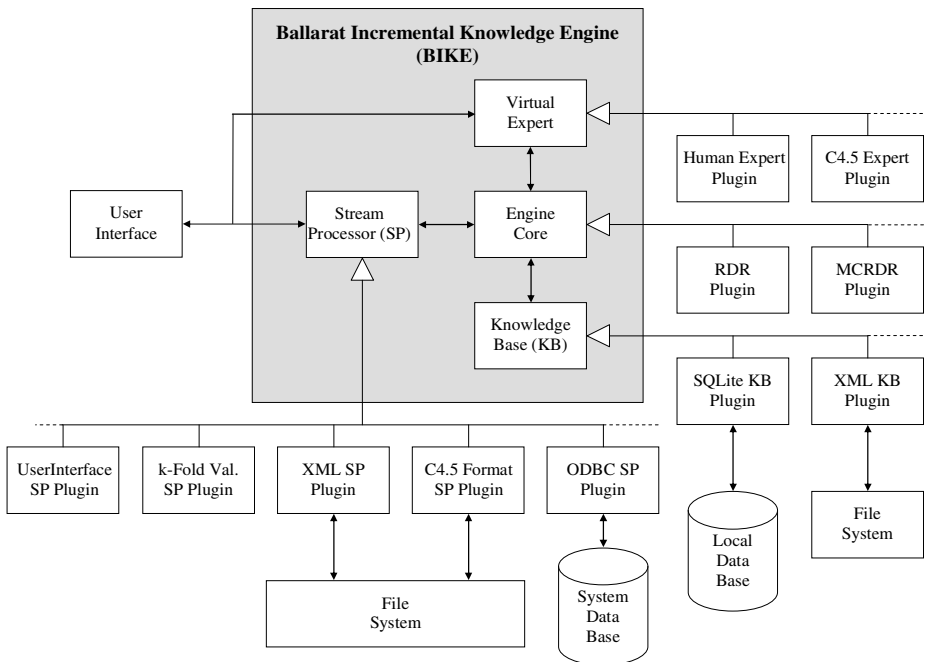 Ballarat Incremental Knowledge Engine
(BIKE)
Virtual
Expert
Human Expert
Plugin
C4.5 Expert
Plugin
User
Interface
Stream
Processor (SP)
Engine
Core
RDR
Plugin
MCRDR
Plugin
Knowledge
Base (KB)
SQLite KB
Plugin
XML KB
Plugin
UserInterface
SP Plugin
k-Fold Val.
SP Plugin
XML SP
Plugin
C4.5 Format
SP Plugin
ODBC SP
Plugin
Local
Data
Base
File
System
File
System
System
Data
Base